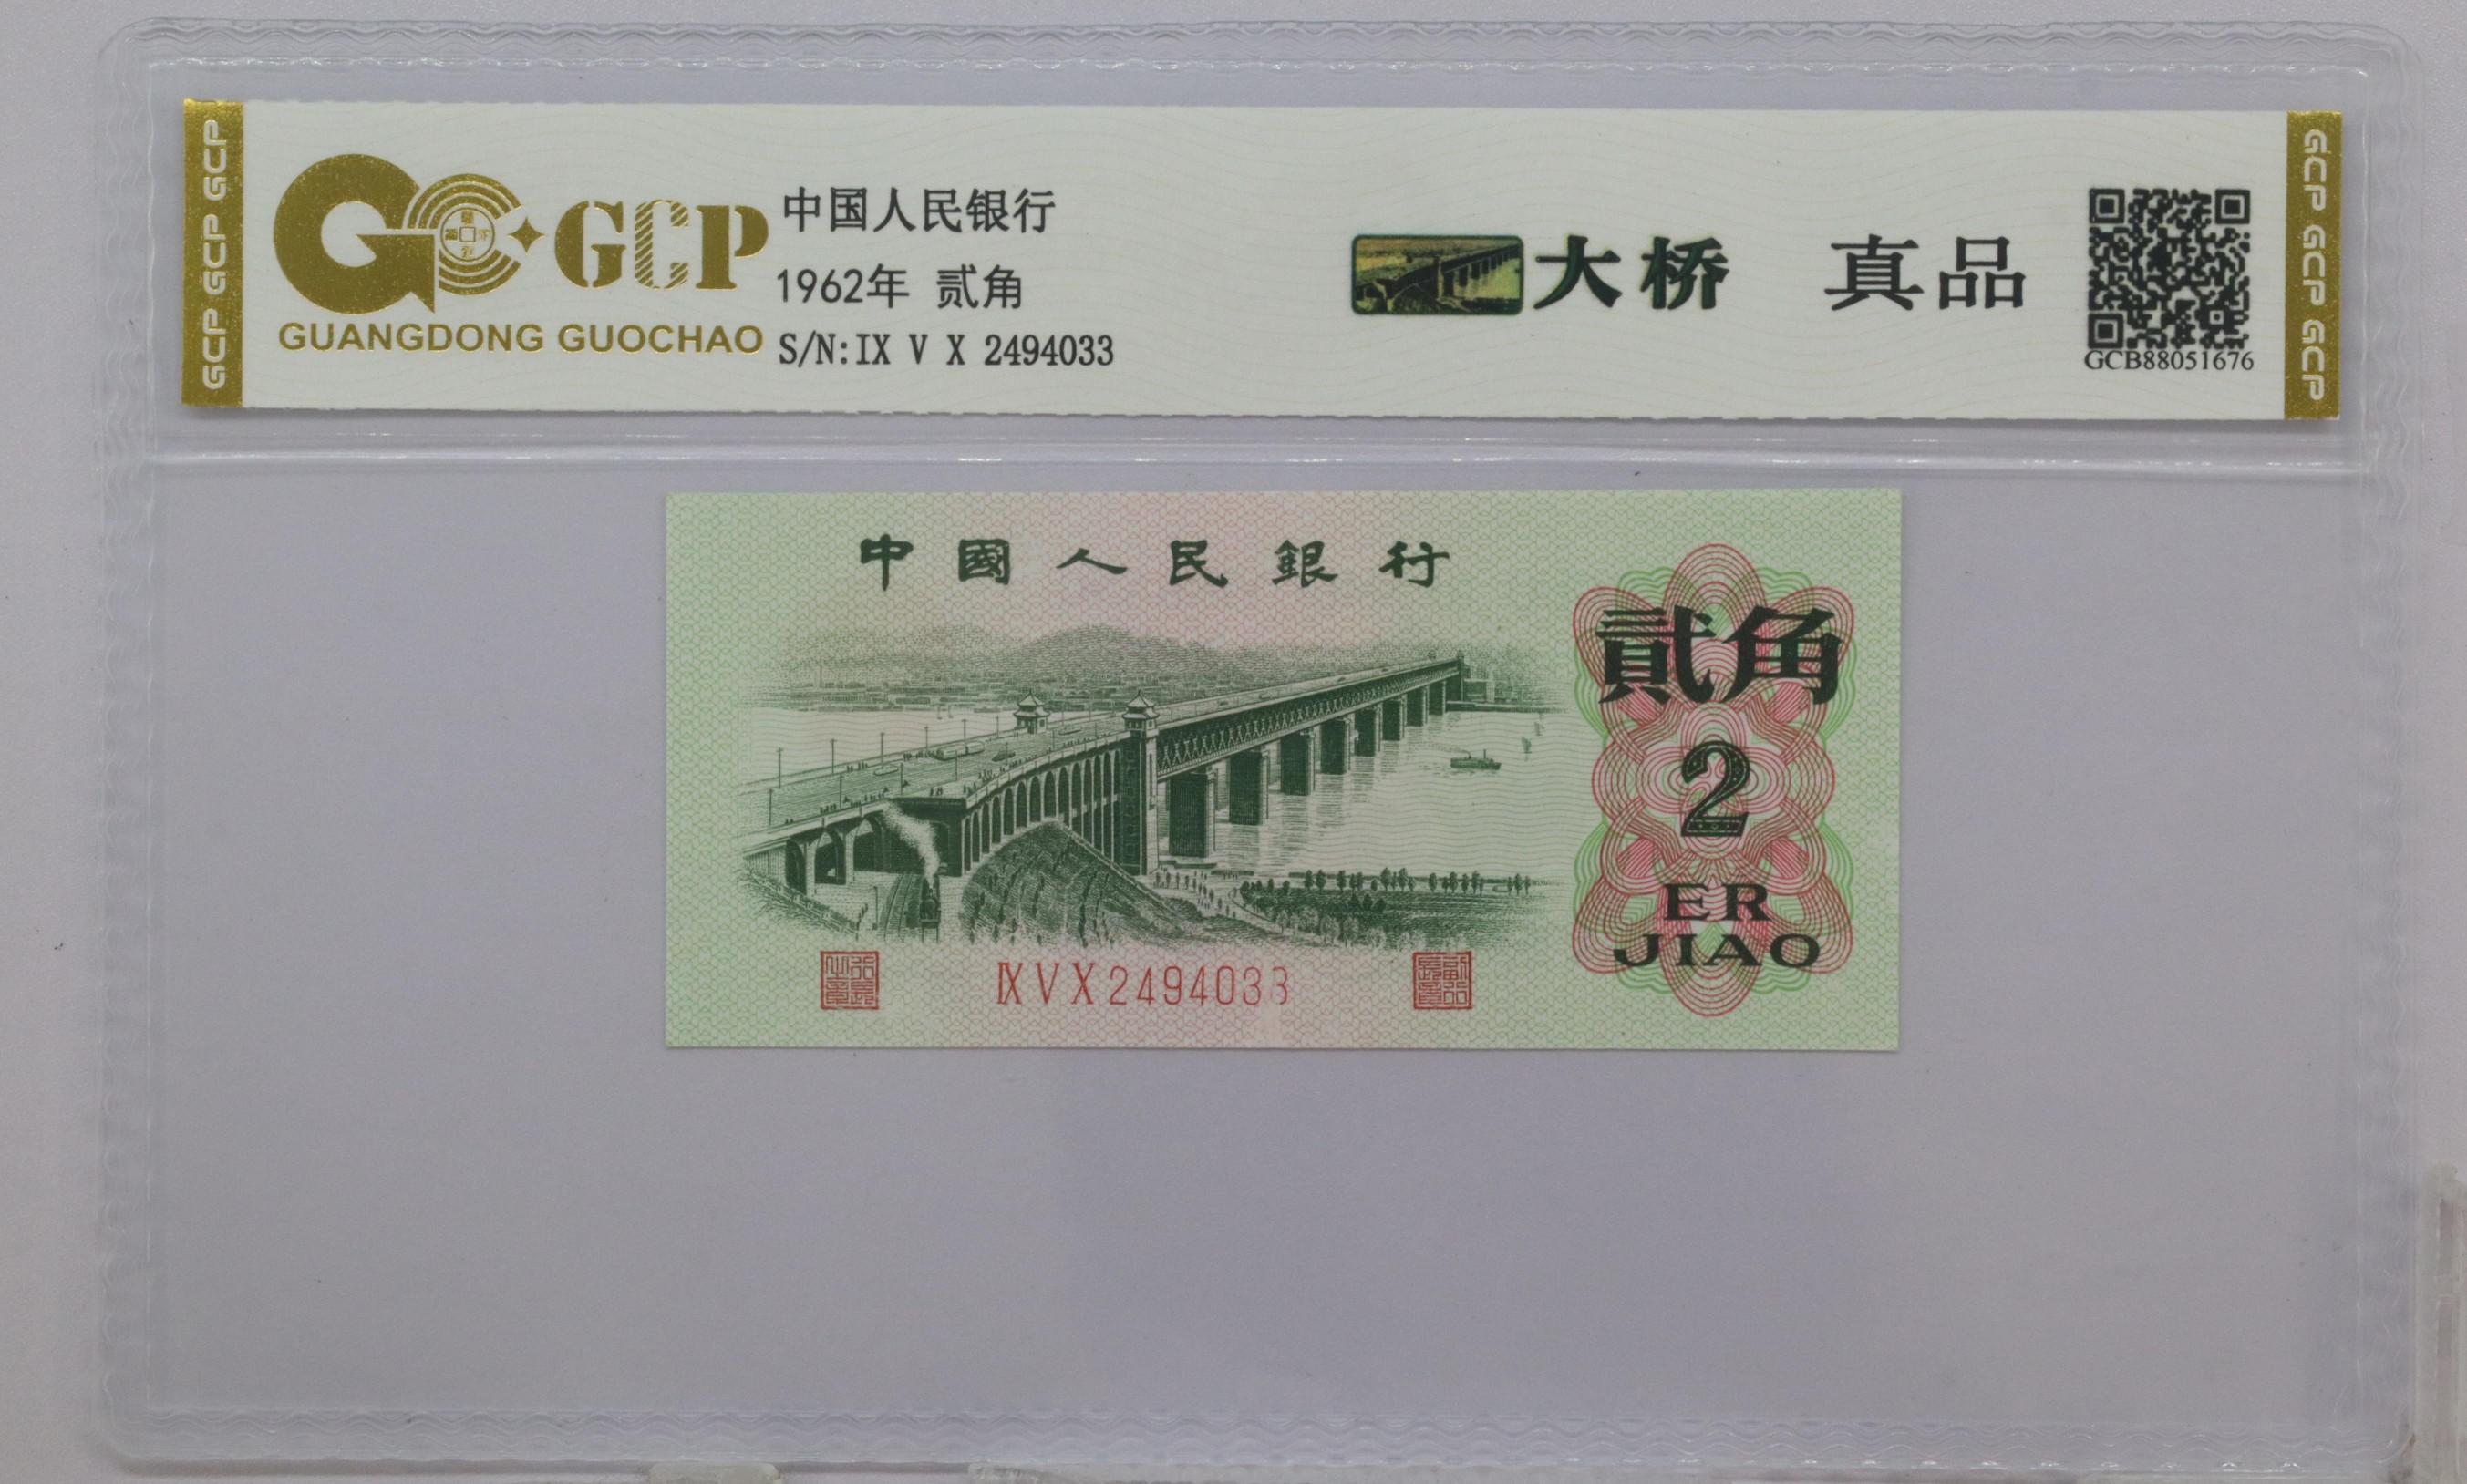 GCP GCP GCP
GCP
GUANGDONG GUOCHAO
中国人民银行
1962年 贰角
S/N:IX V X 2494033
大桥 真品
GCB88051676
GCP GCP GCP
中國人民銀行
貳角
2
ER
JIAO
IX V X 2494033